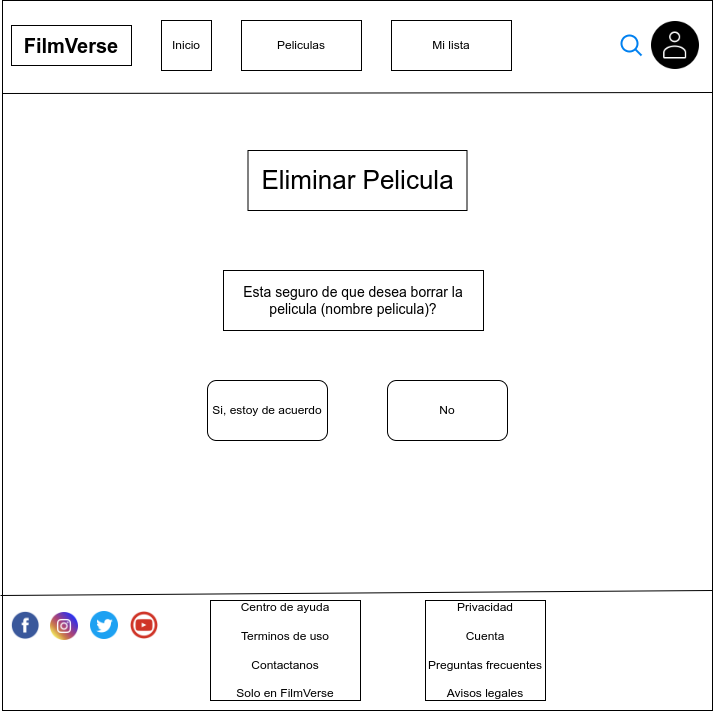 FilmVerse
Inicio
Peliculas
Mi lista
Eliminar Pelicula
Esta seguro de que desea borrar la
pelicula (nombre pelicula)?
Si, estoy de acuerdo
No
Centro de ayuda
Terminos de uso
Contactanos
Solo en FilmVerse
Privacidad
Cuenta
Preguntas frecuentes
Avisos legales